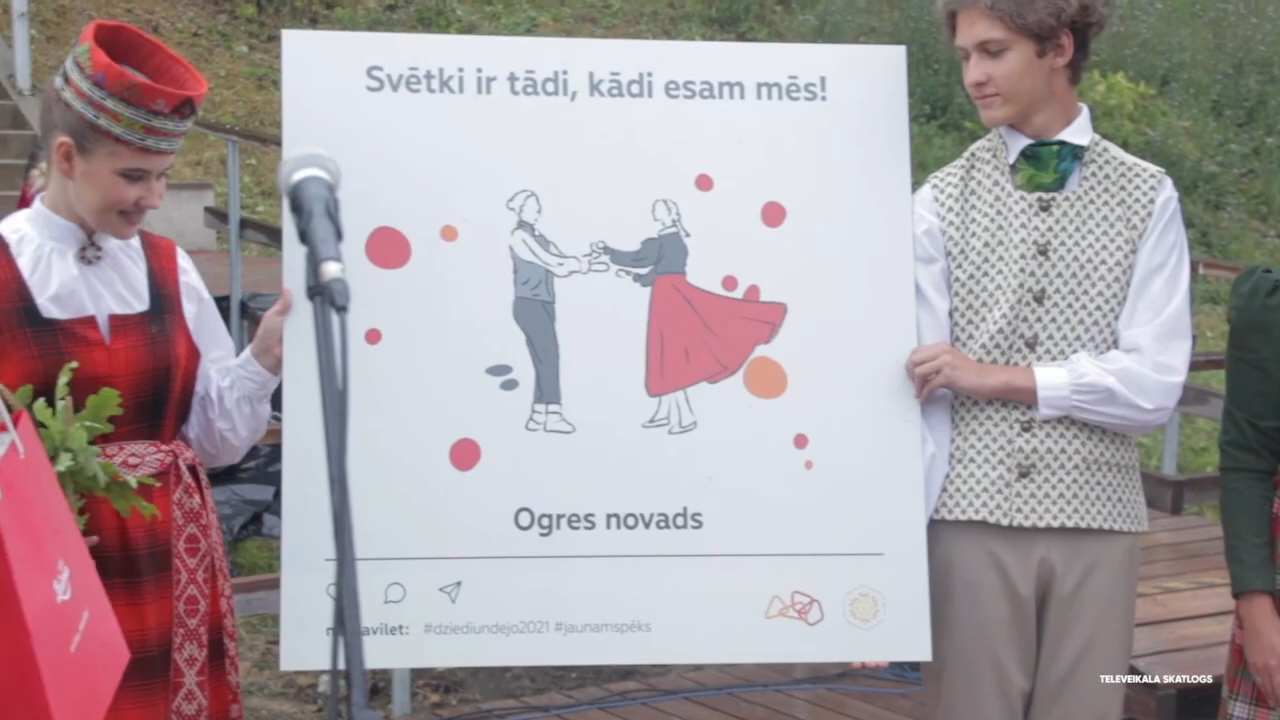 Svētki ir tādi, kādi esam mēs!
Ogres novads
#dziediundejo2021 #jaunamspēks
TELEVEIKALA SKATLOGS